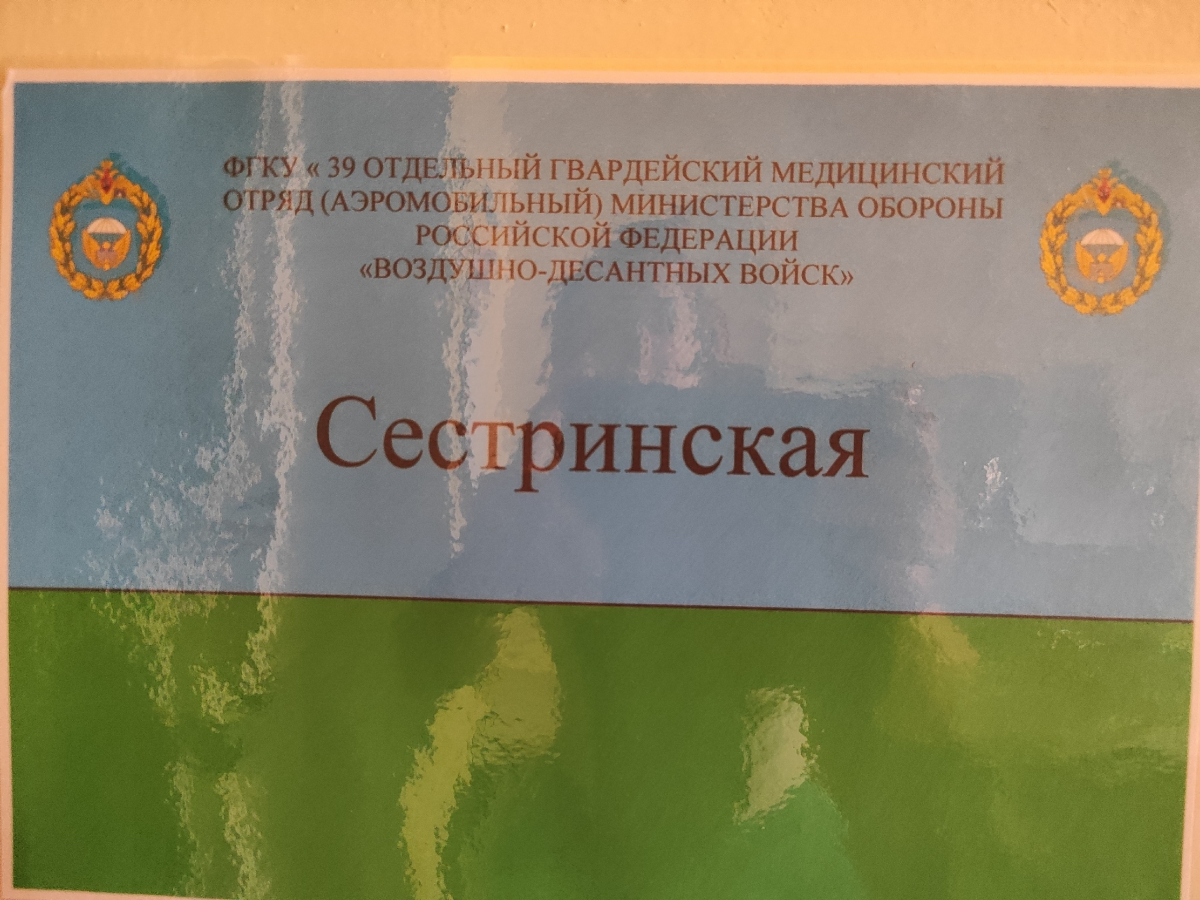 ФГКУ « 39 ОТДЕЛЬНЫЙ ГВАРДЕЙСКИЙ МЕДИЦИНСКИЙ
ОТРЯД (АЭРОМОБИЛЬНЫЙ) МИНИСТЕРСТВА ОБОРОНЫ
РОССИЙСКОЙ ФЕДЕРАЦИИ
«ВОЗДУШНО-ДЕСАНТНЫХ ВОЙСК»
Сестринская